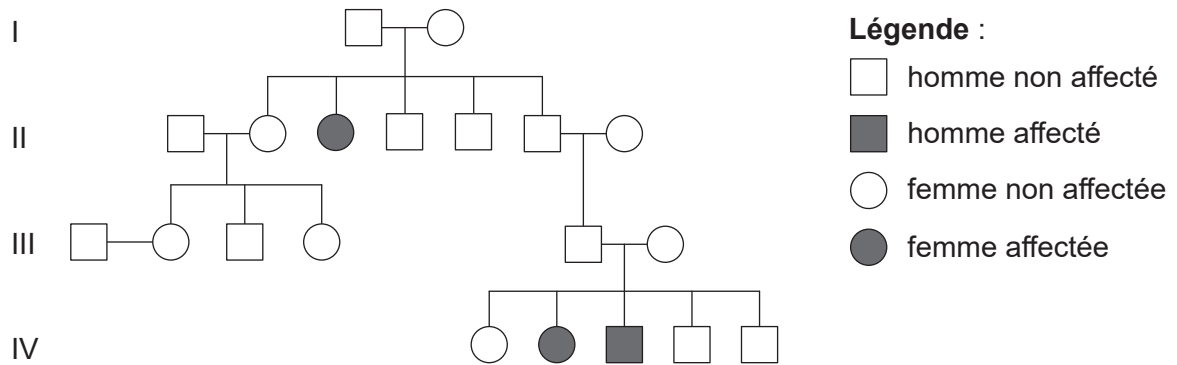 I
II
III
IV
Légende :
homme non affecté
homme affecté
femme non affectée
femme affectée